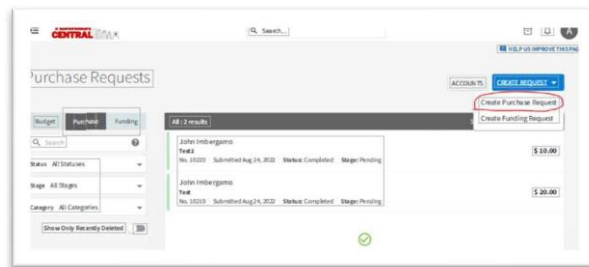 CENTRAL
Search...
A
HELP US IMPROVE THIS PAG
Purchase Requests
ACCOUNTS
CREATE REQUEST
Create Purchase Request
Create Funding Request
Budget Purchase Funding
All: 2 results
Search
Status All Statuses
Stage All Stages
Category All Categories
Show Only Recently Deleted
John Imbergamo
Test2
$10.00
No. 10220 Submitted Aug 24, 2022 Status: Completed Stage: Pending
John Imbergamo
Test
$20.00
No. 10219 Submitted Aug 24, 2022 Status: Completed Stage: Pending